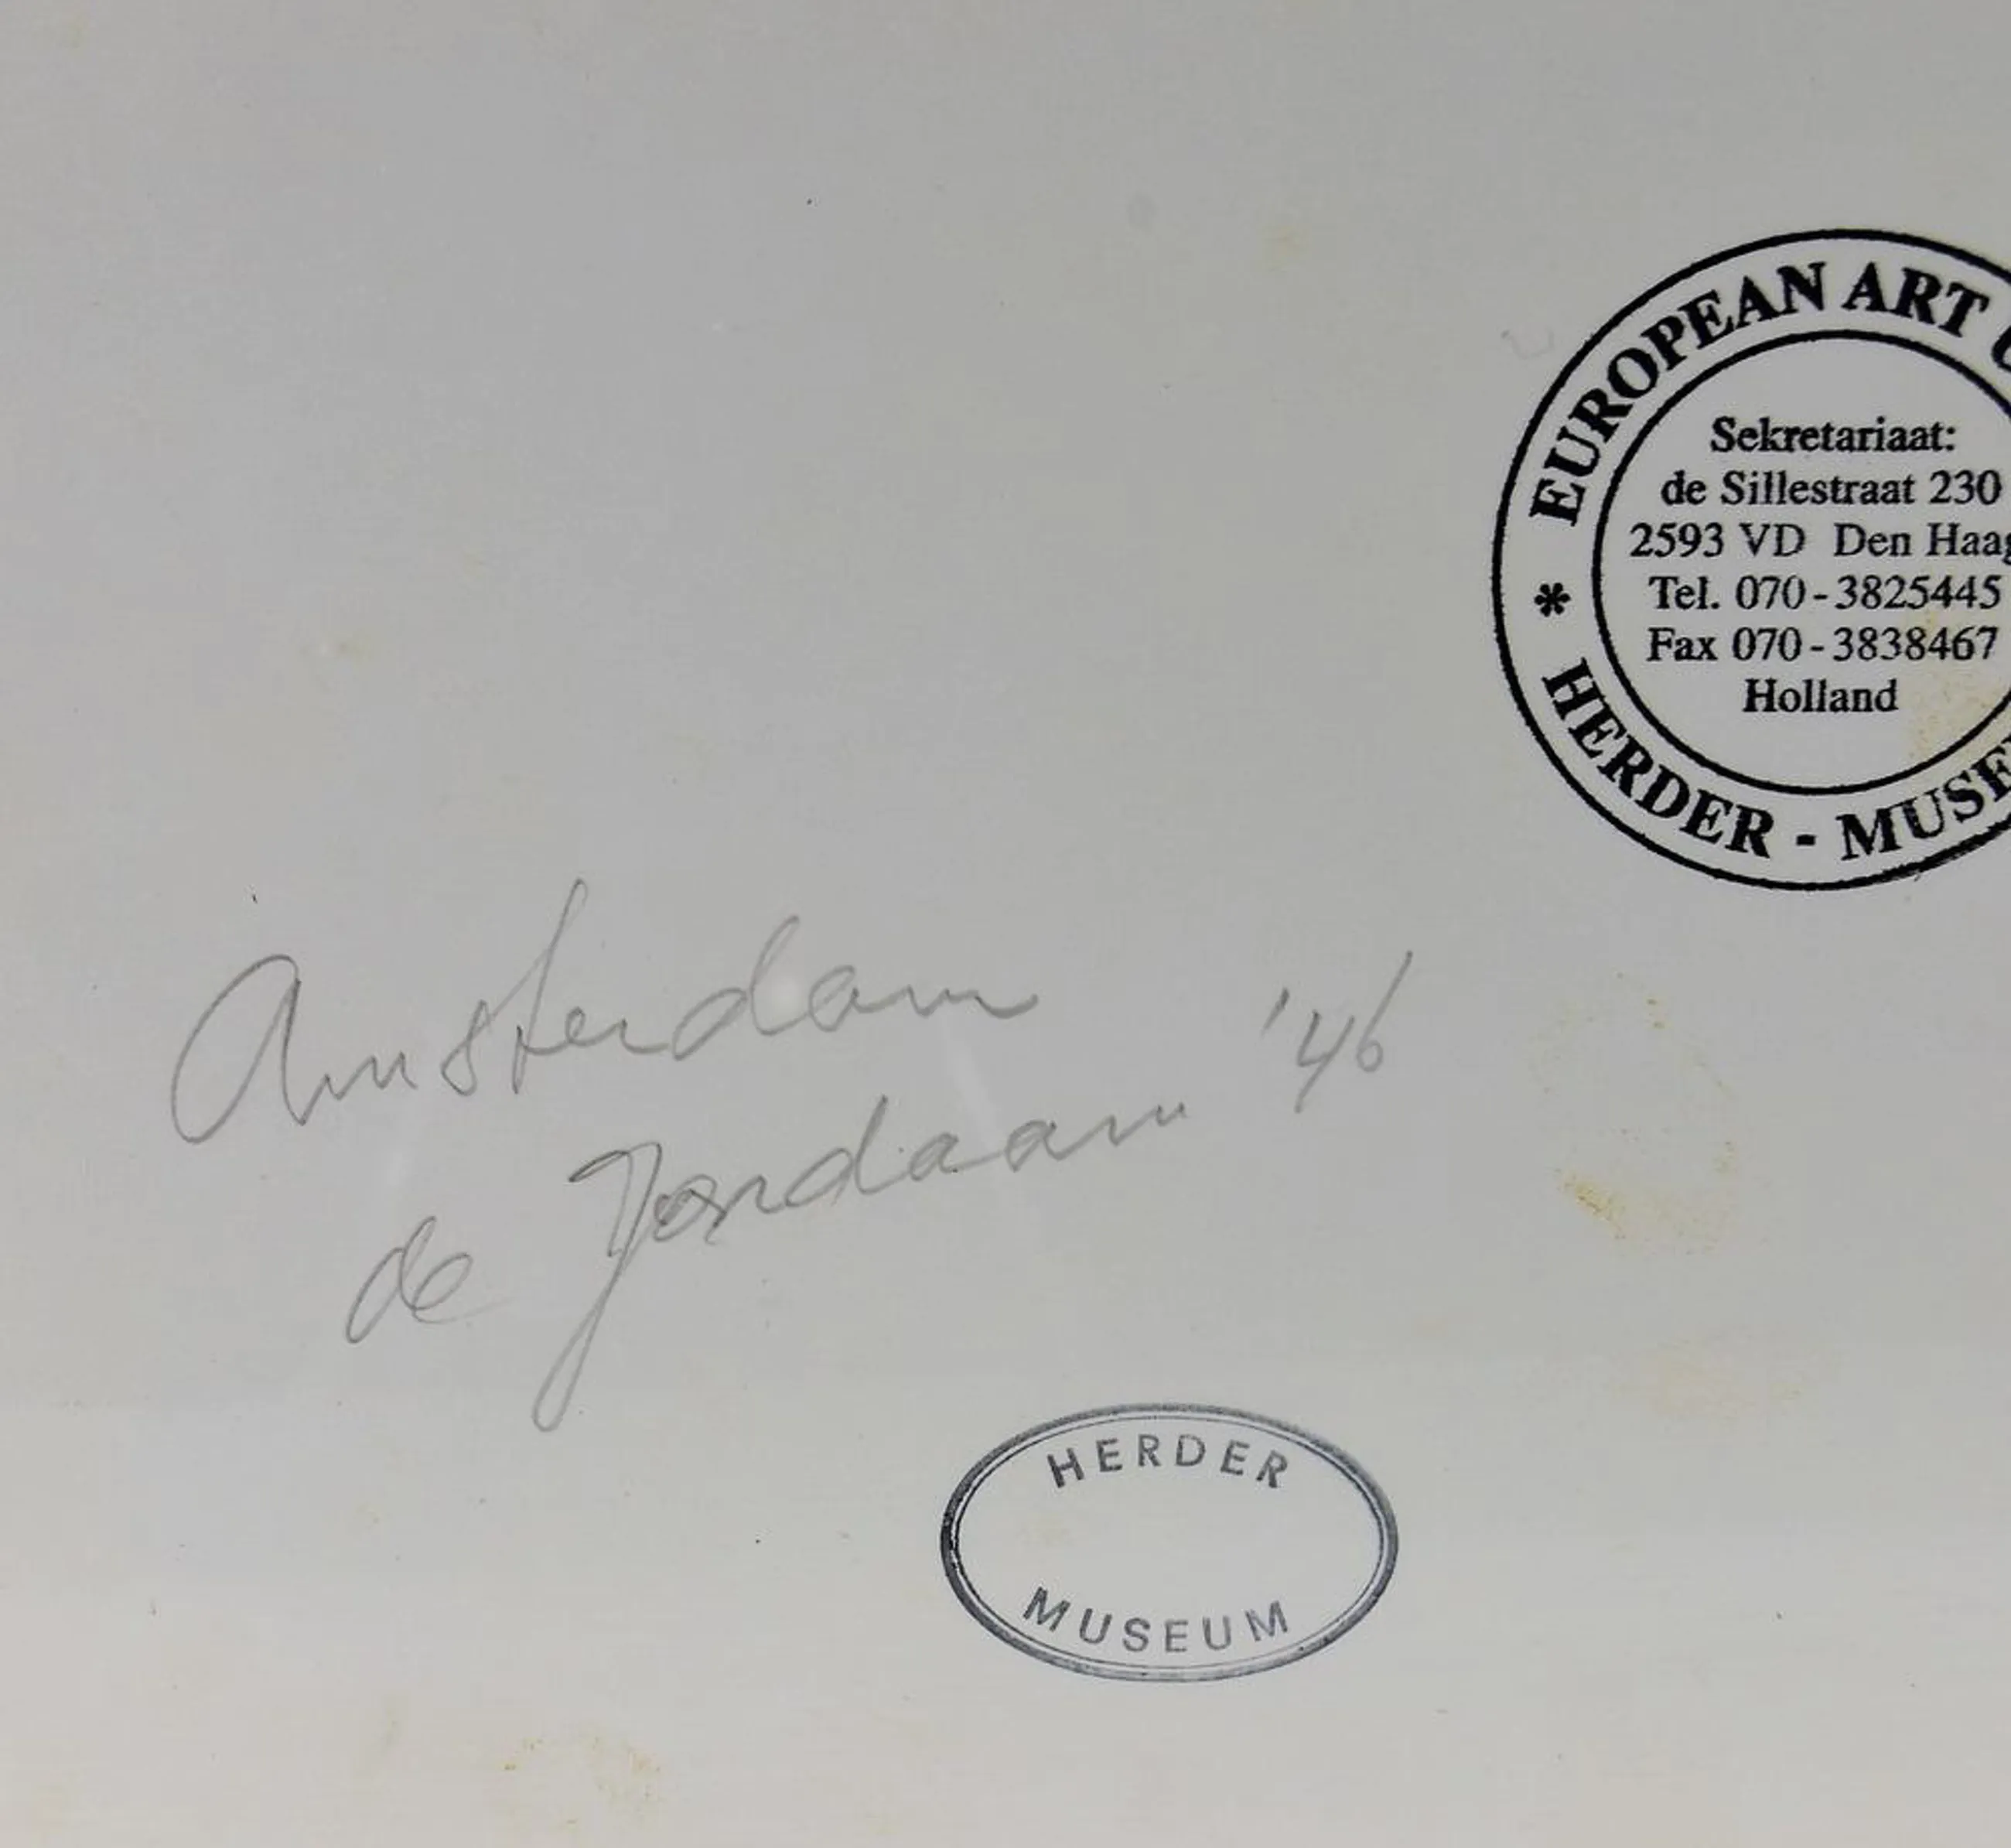 EUROPEAN ART
Sekretariaat:
de Sillestraat 230
2593 VD Den Haag
Tel. 070-3825445
Fax 070-3838467
Holland
* HERDER - MUSE
Amsterdam '46
de Jordaan
HERDER
MUSEUM